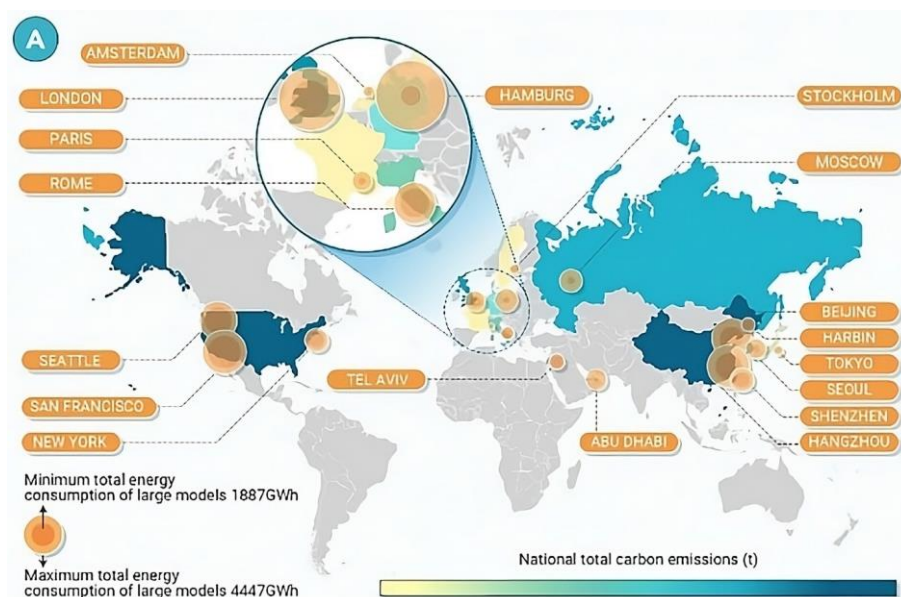 A
AMSTERDAM
LONDON
PARIS
ROME
HAMBURG
STOCKHOLM
MOSCOW
SEATTLE
SAN FRANCISCO
NEW YORK
TEL AVIV
ABU DHABI
BEIJING
HARBIN
TOKYO
SEOUL
SHENZHEN
HANGZHOU
Minimum total energy
consumption of large models 1887GWh
Maximum total energy
consumption of large models 4447GWh
National total carbon emissions (t)